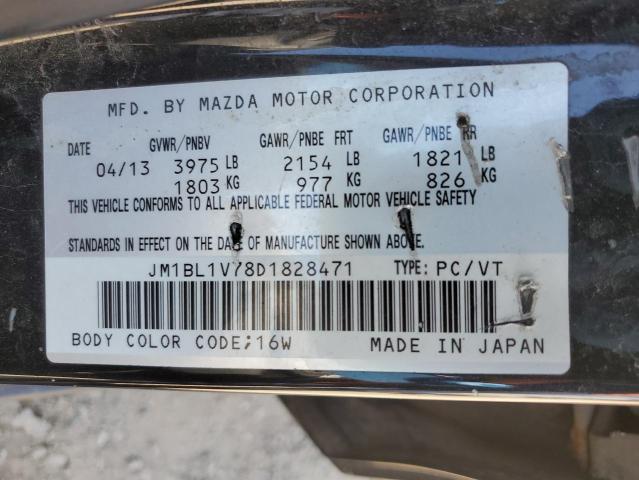 MFD. BY MAZDA MOTOR CORPORATION
DATE GVWR/PNBV GAWR/PNBE FRT GAWR/PNBE RR
04/13 3975 LB 2154 LB 1821 LB
1803 KG 977 KG 826 KG
THIS VEHICLE CONFORMS TO ALL APPLICABLE FEDERAL MOTOR VEHICLE SAFETY
STANDARDS IN EFFECT ON THE DATE OF MANUFACTURE SHOWN ABOVE.
JM1BL1V78D1828471 TYPE: PC/VT
BODY COLOR CODE;16W MADE IN JAPAN